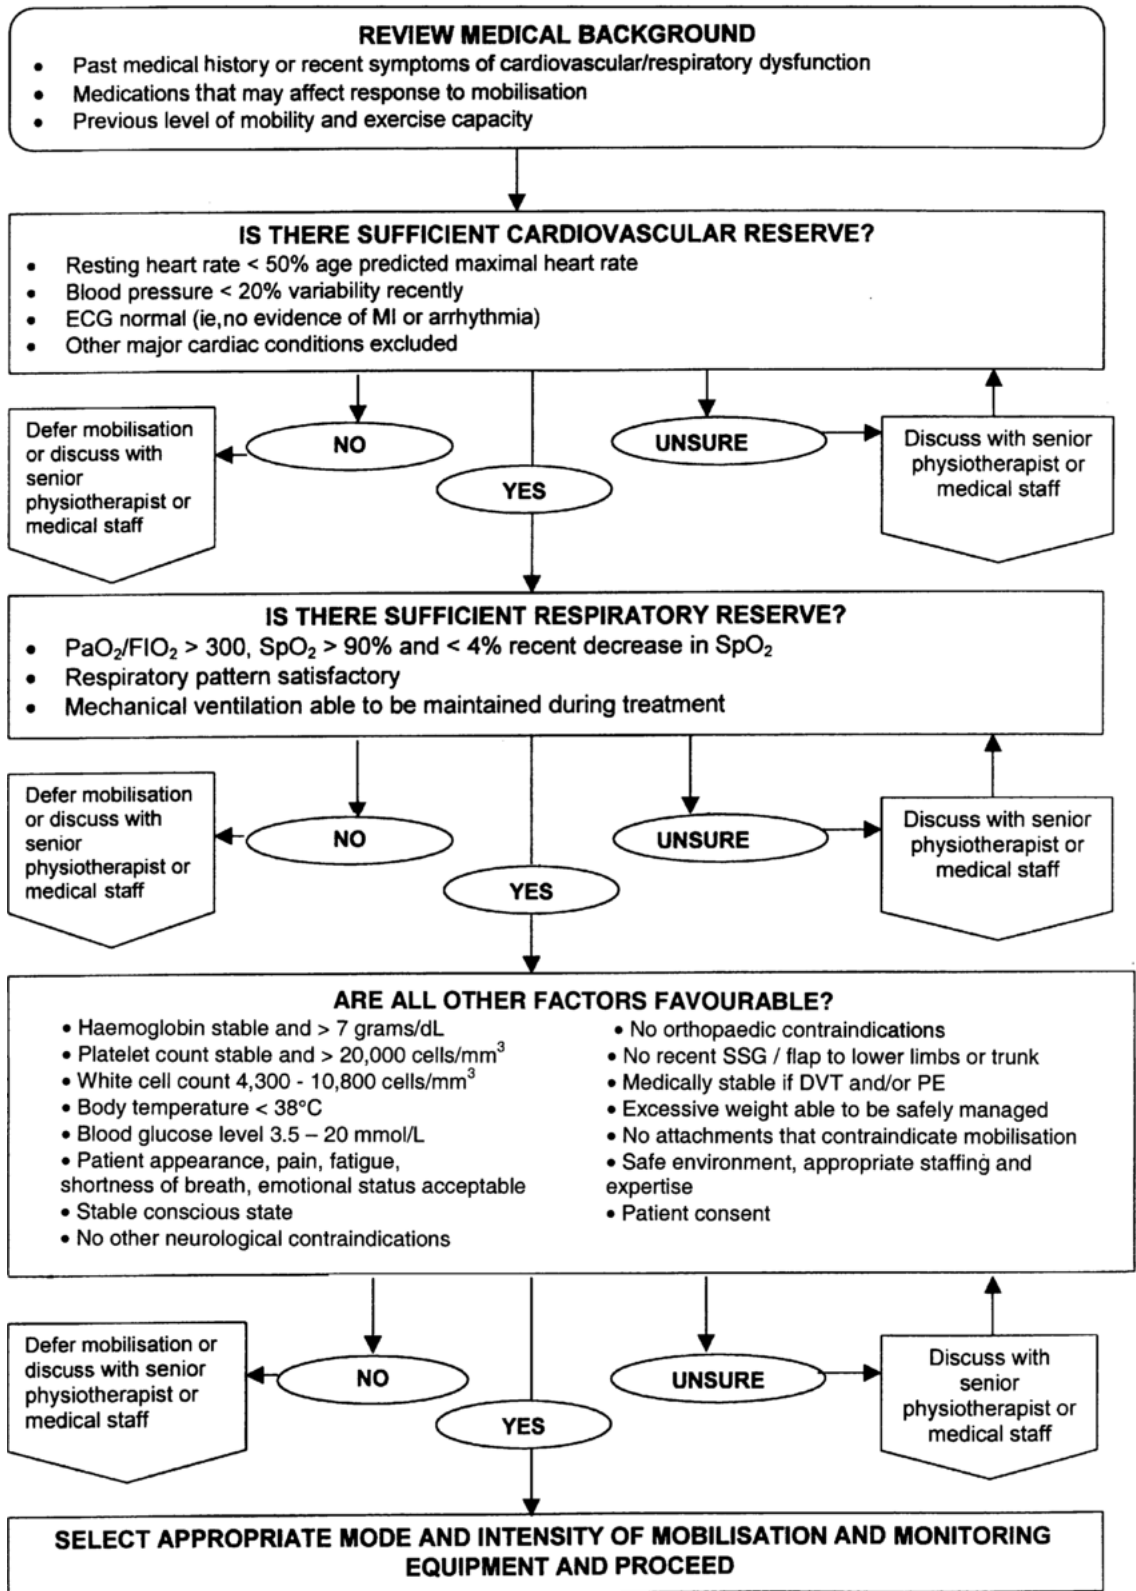 REVIEW MEDICAL BACKGROUND
• Past medical history or recent symptoms of cardiovascular/respiratory dysfunction
• Medications that may affect response to mobilisation
• Previous level of mobility and exercise capacity
IS THERE SUFFICIENT CARDIOVASCULAR RESERVE?
• Resting heart rate < 50% age predicted maximal heart rate
• Blood pressure < 20% variability recently
• ECG normal (ie,no evidence of MI or arrhythmia)
• Other major cardiac conditions excluded
Defer mobilisation
or discuss with
senior
physiotherapist or
medical staff
NO
YES
UNSURE
Discuss with senior
physiotherapist or
medical staff
IS THERE SUFFICIENT RESPIRATORY RESERVE?
• PaO₂/FIO₂ > 300, SpO₂ > 90% and < 4% recent decrease in SpO₂
• Respiratory pattern satisfactory
• Mechanical ventilation able to be maintained during treatment
Defer mobilisation
or discuss with
senior
physiotherapist or
medical staff
NO
YES
UNSURE
Discuss with senior
physiotherapist or
medical staff
ARE ALL OTHER FACTORS FAVOURABLE?
• Haemoglobin stable and > 7 grams/dL
• Platelet count stable and > 20,000 cells/mm³
• White cell count 4,300 - 10,800 cells/mm³
• Body temperature < 38°C
• Blood glucose level 3.5 – 20 mmol/L
• Patient appearance, pain, fatigue,
shortness of breath, emotional status acceptable
• Stable conscious state
• No other neurological contraindications
• No orthopaedic contraindications
• No recent SSG / flap to lower limbs or trunk
• Medically stable if DVT and/or PE
• Excessive weight able to be safely managed
• No attachments that contraindicate mobilisation
• Safe environment, appropriate staffing and
expertise
• Patient consent
Defer mobilisation or
discuss with senior
physiotherapist or
medical staff
NO
YES
UNSURE
Discuss with
senior
physiotherapist or
medical staff
SELECT APPROPRIATE MODE AND INTENSITY OF MOBILISATION AND MONITORING
EQUIPMENT AND PROCEED